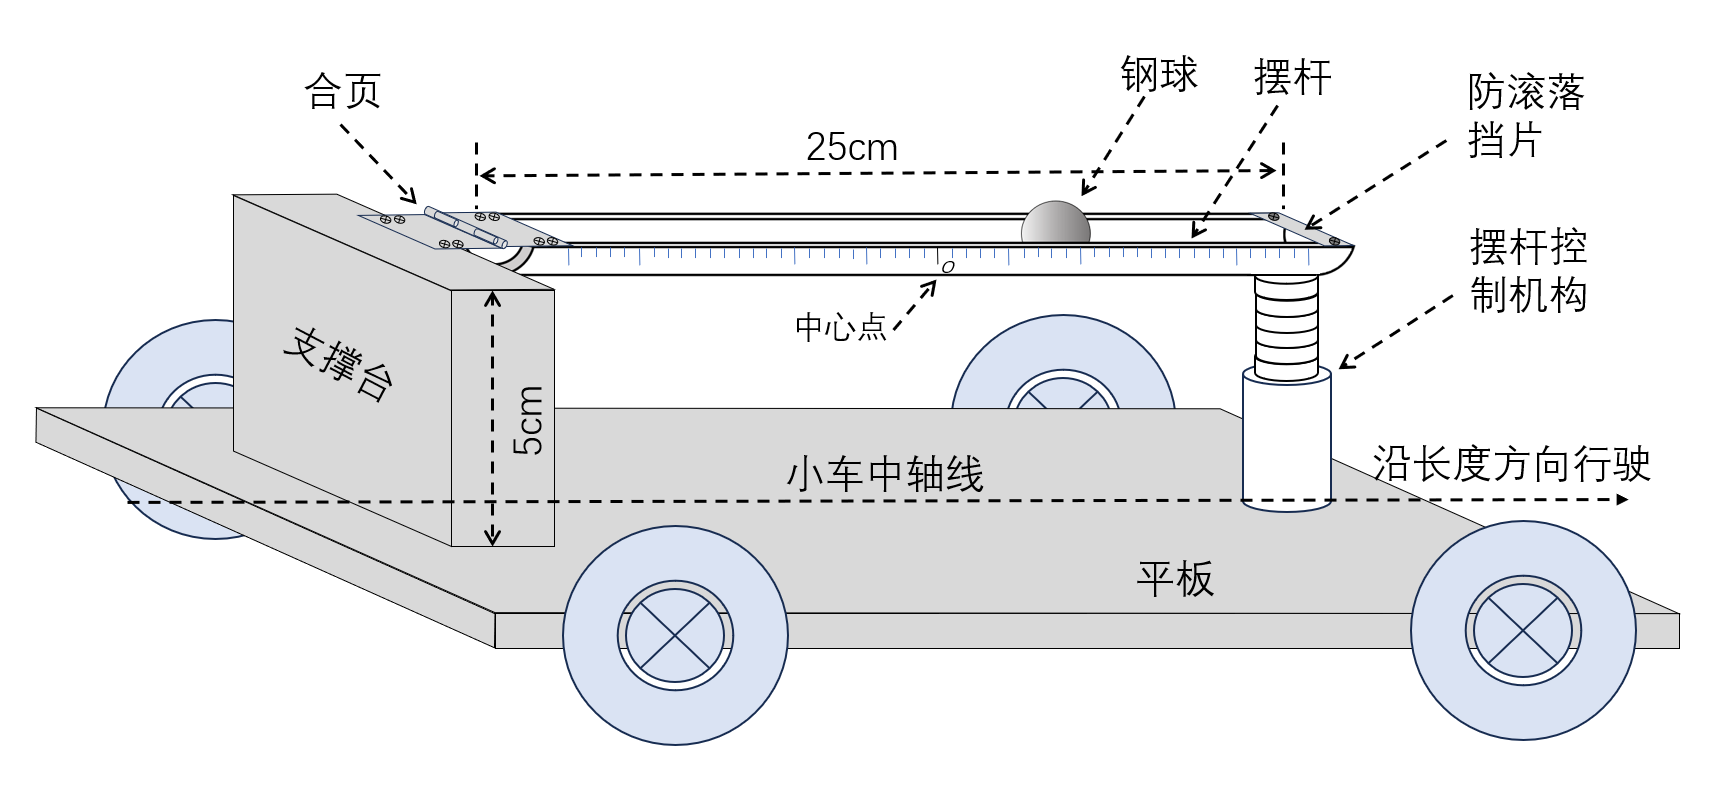 合页
钢球
摆杆
防滚落
挡片
25cm
摆杆控
制机构
O
中心点
支撑台
5cm
小车中轴线
沿长度方向行驶
平板